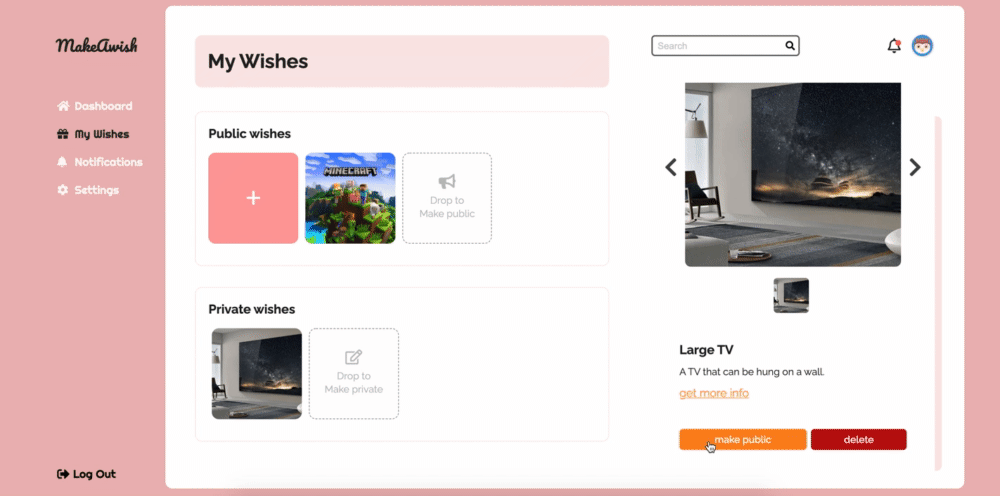 MakeAwish
Dashboard
My Wishes
Notifications
Settings
Log Out
My Wishes
Public wishes
+
MINECRAFT
Drop to
Make public
Private wishes
Drop to
Make private
Search
Large TV
A TV that can be hung on a wall.
get more info
make public
delete